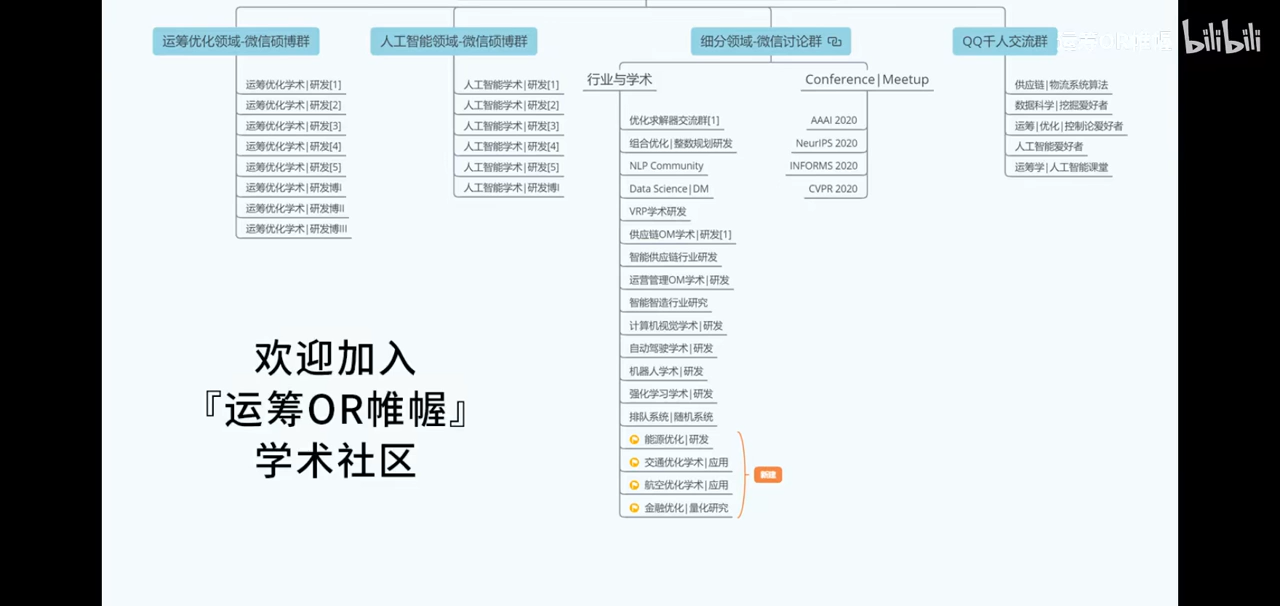 运筹优化领域-微信硕博群
运筹优化学术|研发[1]
运筹优化学术|研发[2]
运筹优化学术|研发[3]
运筹优化学术|研发[4]
运筹优化学术|研发[5]
运筹优化学术|研发博I
运筹优化学术|研发博II
运筹优化学术|研发博III
人工智能领域-微信硕博群
人工智能学术|研发[1]
人工智能学术|研发[2]
人工智能学术|研发[3]
人工智能学术|研发[4]
人工智能学术|研发[5]
人工智能学术|研发博I
细分领域-微信讨论群
行业与学术
优化求解器交流群[1]
组合优化|整数规划研发
NLP Community
Data Science|DM
VRP学术研发
供应链OM学术|研发[1]
智能供应链行业研发
运营管理OM学术|研发
智能智造行业研究
计算机视觉学术|研发
自动驾驶学术|研发
机器人学术|研发
强化学习学术|研发
排队系统|随机系统
能源优化|研发
交通优化学术|应用
航空优化学术|应用
金融优化|量化研究
新建
Conference|Meetup
AAAI 2020
NeurIPS 2020
INFORMS 2020
CVPR 2020
QQ千人交流群
供应链|物流系统算法
数据科学|挖掘爱好者
运筹|优化|控制论爱好者
人工智能爱好者
运筹学|人工智能课堂
运筹OR帷幄
bilibili
欢迎加入
『运筹OR帷幄』
学术社区